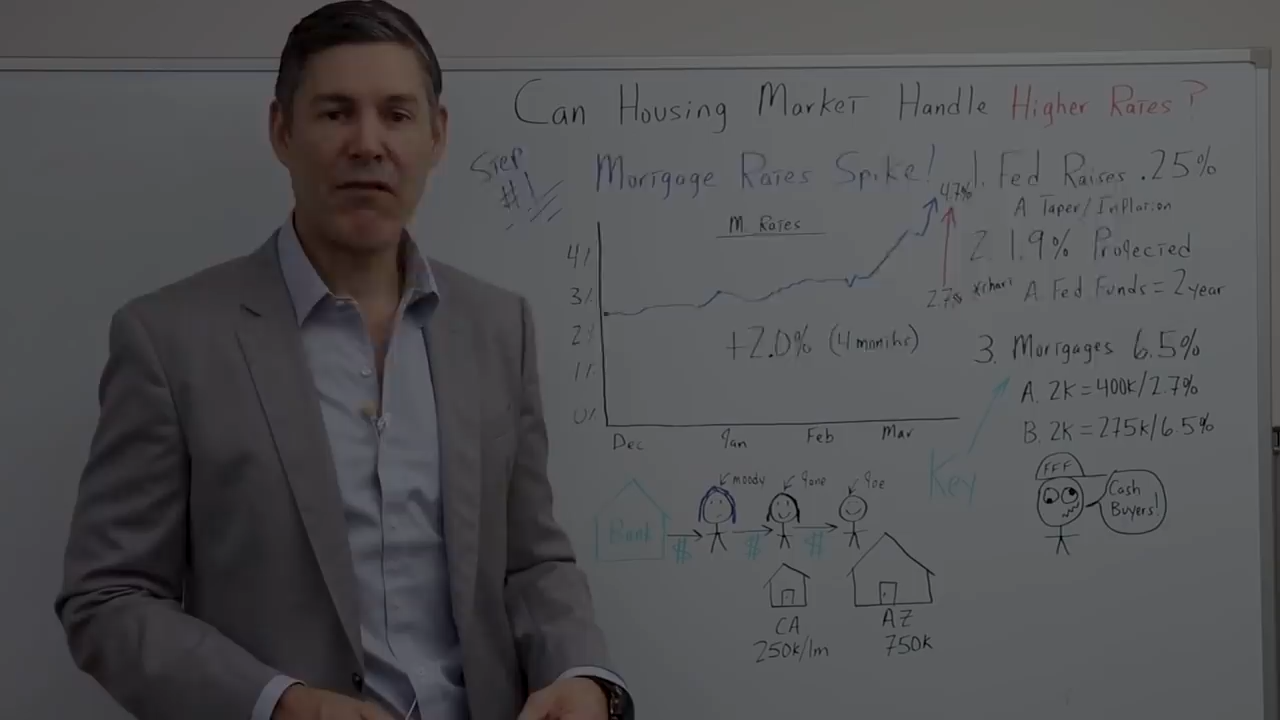 Can Housing Market Handle Higher Rates?
Step
#1
Mortgage Rates Spike!
M. Rates
4.7%
2.7%
xchart
4%
3%
2%
1%
0%
+2.0% (4 months)
Dec Jan Feb Mar
1. Fed Raises .25%
A Taper/Inflation
2. 1.9% Projected
A. Fed Funds = 2 year
3. Mortgages 6.5%
A. 2K = 400K/2.7%
B. 2K = 275K/6.5%
Key
FFF
Cash
Buyers!
moody Jane Joe
Bank
$ $ $
CA
250K/1m
AZ
750K